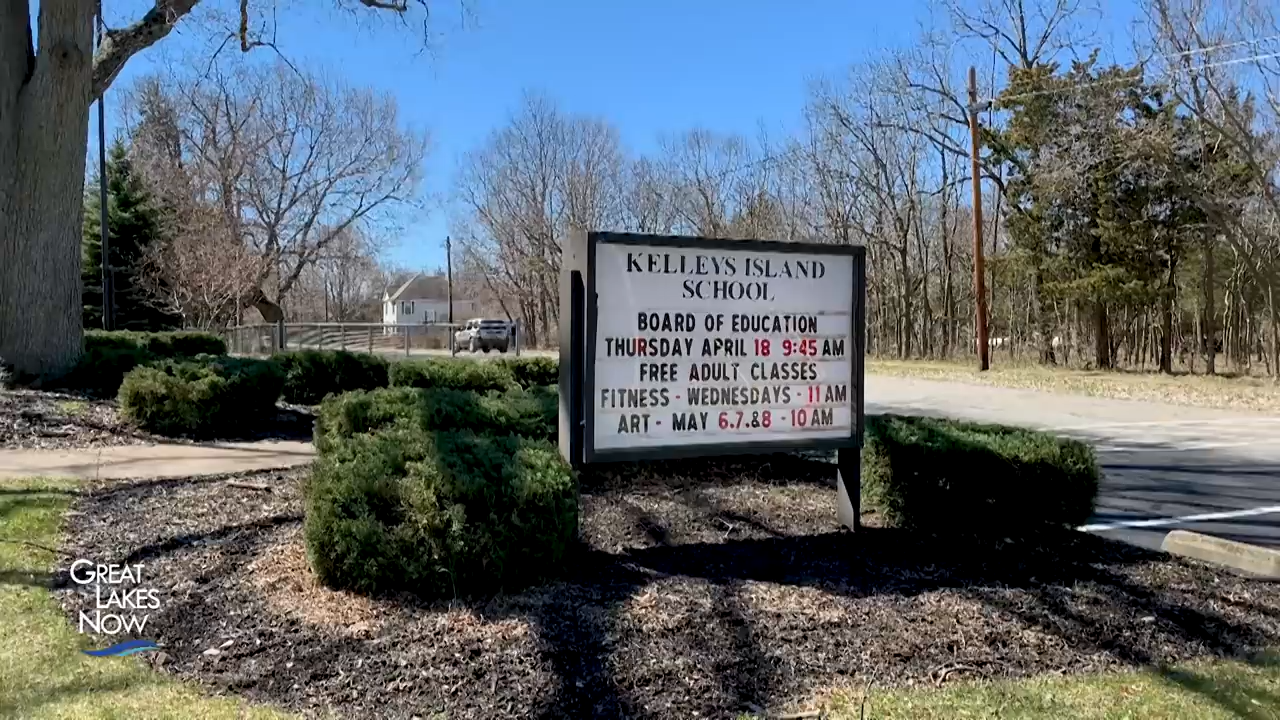 KELLEYS ISLAND
SCHOOL
BOARD OF EDUCATION
THURSDAY APRIL 18 9:45 AM
FREE ADULT CLASSES
FITNESS - WEDNESDAYS - 11 AM
ART - MAY 6.7.&8 - 10 AM
GREAT
LAKES
NOW